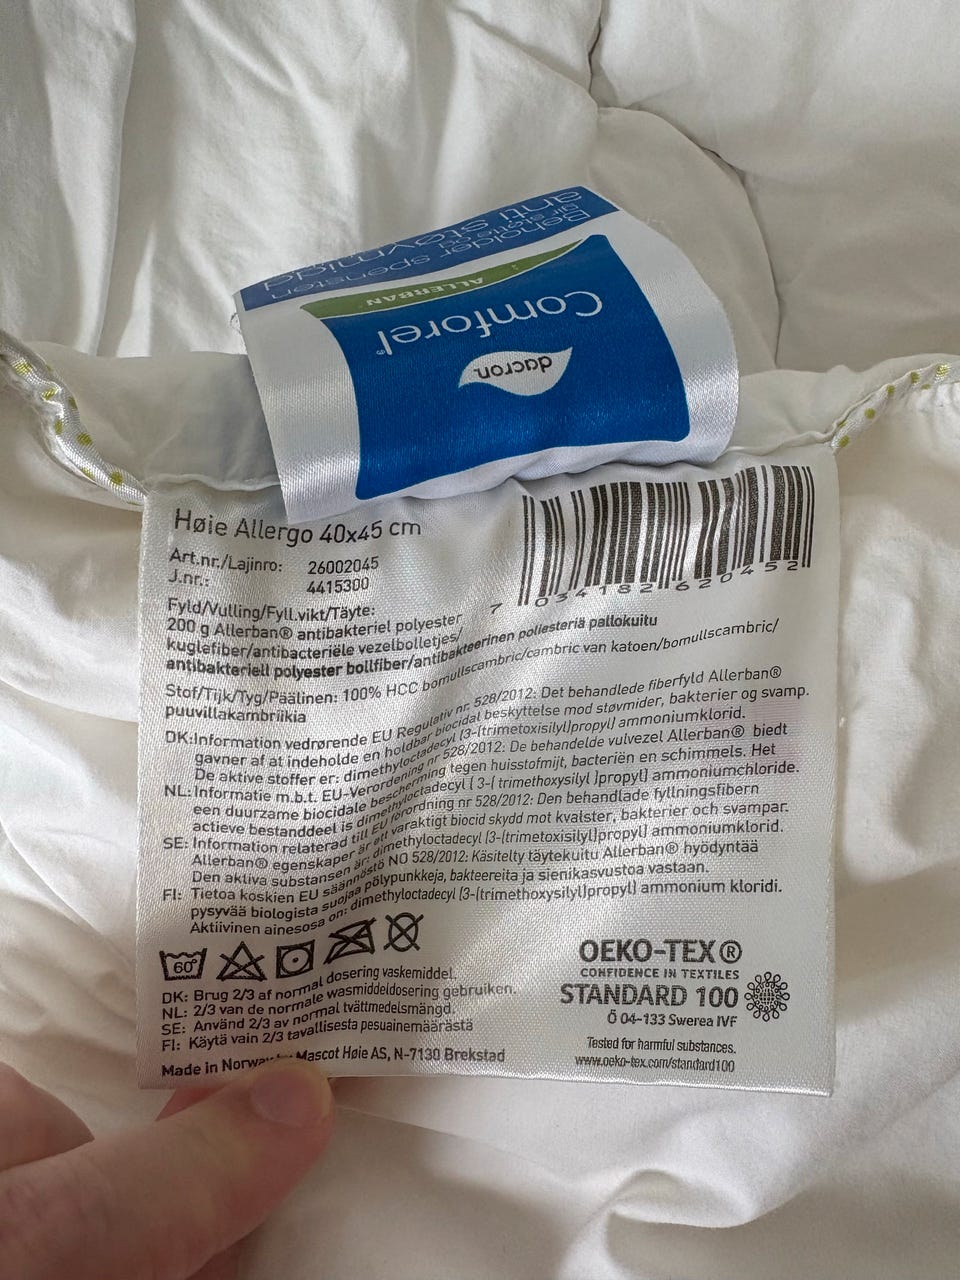 Beholder spensten
gir støtte og
anti støvmidd
ALLERBAN®
Comforel®
dacron
Høie Allergo 40x45 cm
Art.nr./Lajinro: 26002045
J.nr.: 4415300
7 034182 620452
Fyld/Vulling/Fyll.vikt/Täyte:
200 g Allerban® antibakteriel polyester
kuglefiber/antibacteriële vezelbolletjes/
antibakteriell polyester bollfiber/antibakteerinen poliesteriä pallokuitu
Stof/Tijk/Tyg/Päälinen: 100% HCC bomullscambric/cambric van katoen/bomullscambric/
puuvillakambriikia
DK:Information vedrørende EU Regulativ nr. 528/2012: Det behandlede fiberfyld Allerban®
gavner af at indeholde en holdbar biocidal beskyttelse mod støvmider, bakterier og svamp.
De aktive stoffer er: dimethyloctadecyl (3-(trimetoxisilyl)propyl) ammoniumklorid.
NL: Informatie m.b.t. EU-Verordening nr 528/2012: De behandelde vulvezel Allerban® biedt
een duurzame biocidale bescherming tegen huisstofmijt, bacteriën en schimmels. Het
actieve bestanddeel is dimethyloctadecyl ( 3-( trimethoxysilyl )propyl) ammoniumchloride.
SE: Information relaterad till EU förordning nr 528/2012: Den behandlade fyllningsfibern
Allerban® egenskaper är ett varaktigt biocid skydd mot kvalster, bakterier och svampar.
Den aktiva substansen är: dimethyloctadecyl (3-(trimetoxisilyl)propyl) ammoniumklorid.
FI: Tietoa koskien EU säännöstö NO 528/2012: Käsitelty täytekuitu Allerban® hyödyntää
pysyvää biologista suojaa pölypunkkeja, bakteereita ja sienikasvustoa vastaan.
Aktiivinen ainesosa on: dimethyloctadecyl (3-(trimethoxysilyl)propyl) ammonium kloridi.
60°
DK: Brug 2/3 af normal dosering vaskemiddel.
NL: 2/3 van de normale wasmiddeldosering gebruiken.
SE: Använd 2/3 av normal tvättmedelsmängd.
FI: Käytä vain 2/3 tavallisesta pesuainemäärästä
Made in Norway by Mascot Høie AS, N-7130 Brekstad
OEKO-TEX®
CONFIDENCE IN TEXTILES
STANDARD 100
Ö 04-133 Swerea IVF
Tested for harmful substances.
www.oeko-tex.com/standard100